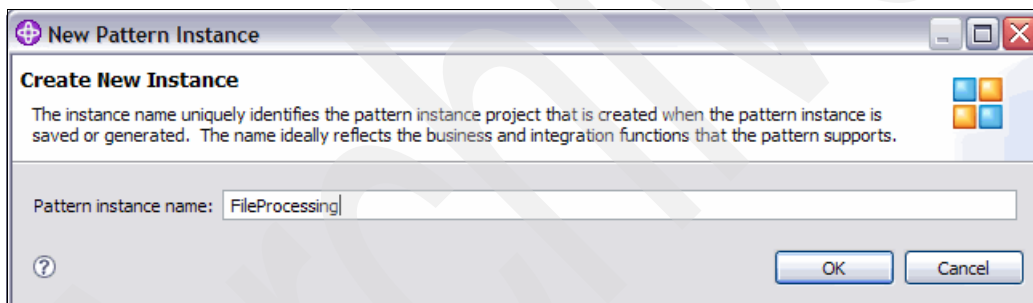 New Pattern Instance
Create New Instance
The instance name uniquely identifies the pattern instance project that is created when the pattern instance is
saved or generated. The name ideally reflects the business and integration functions that the pattern supports.
Pattern instance name: FileProcessing
?
OK Cancel